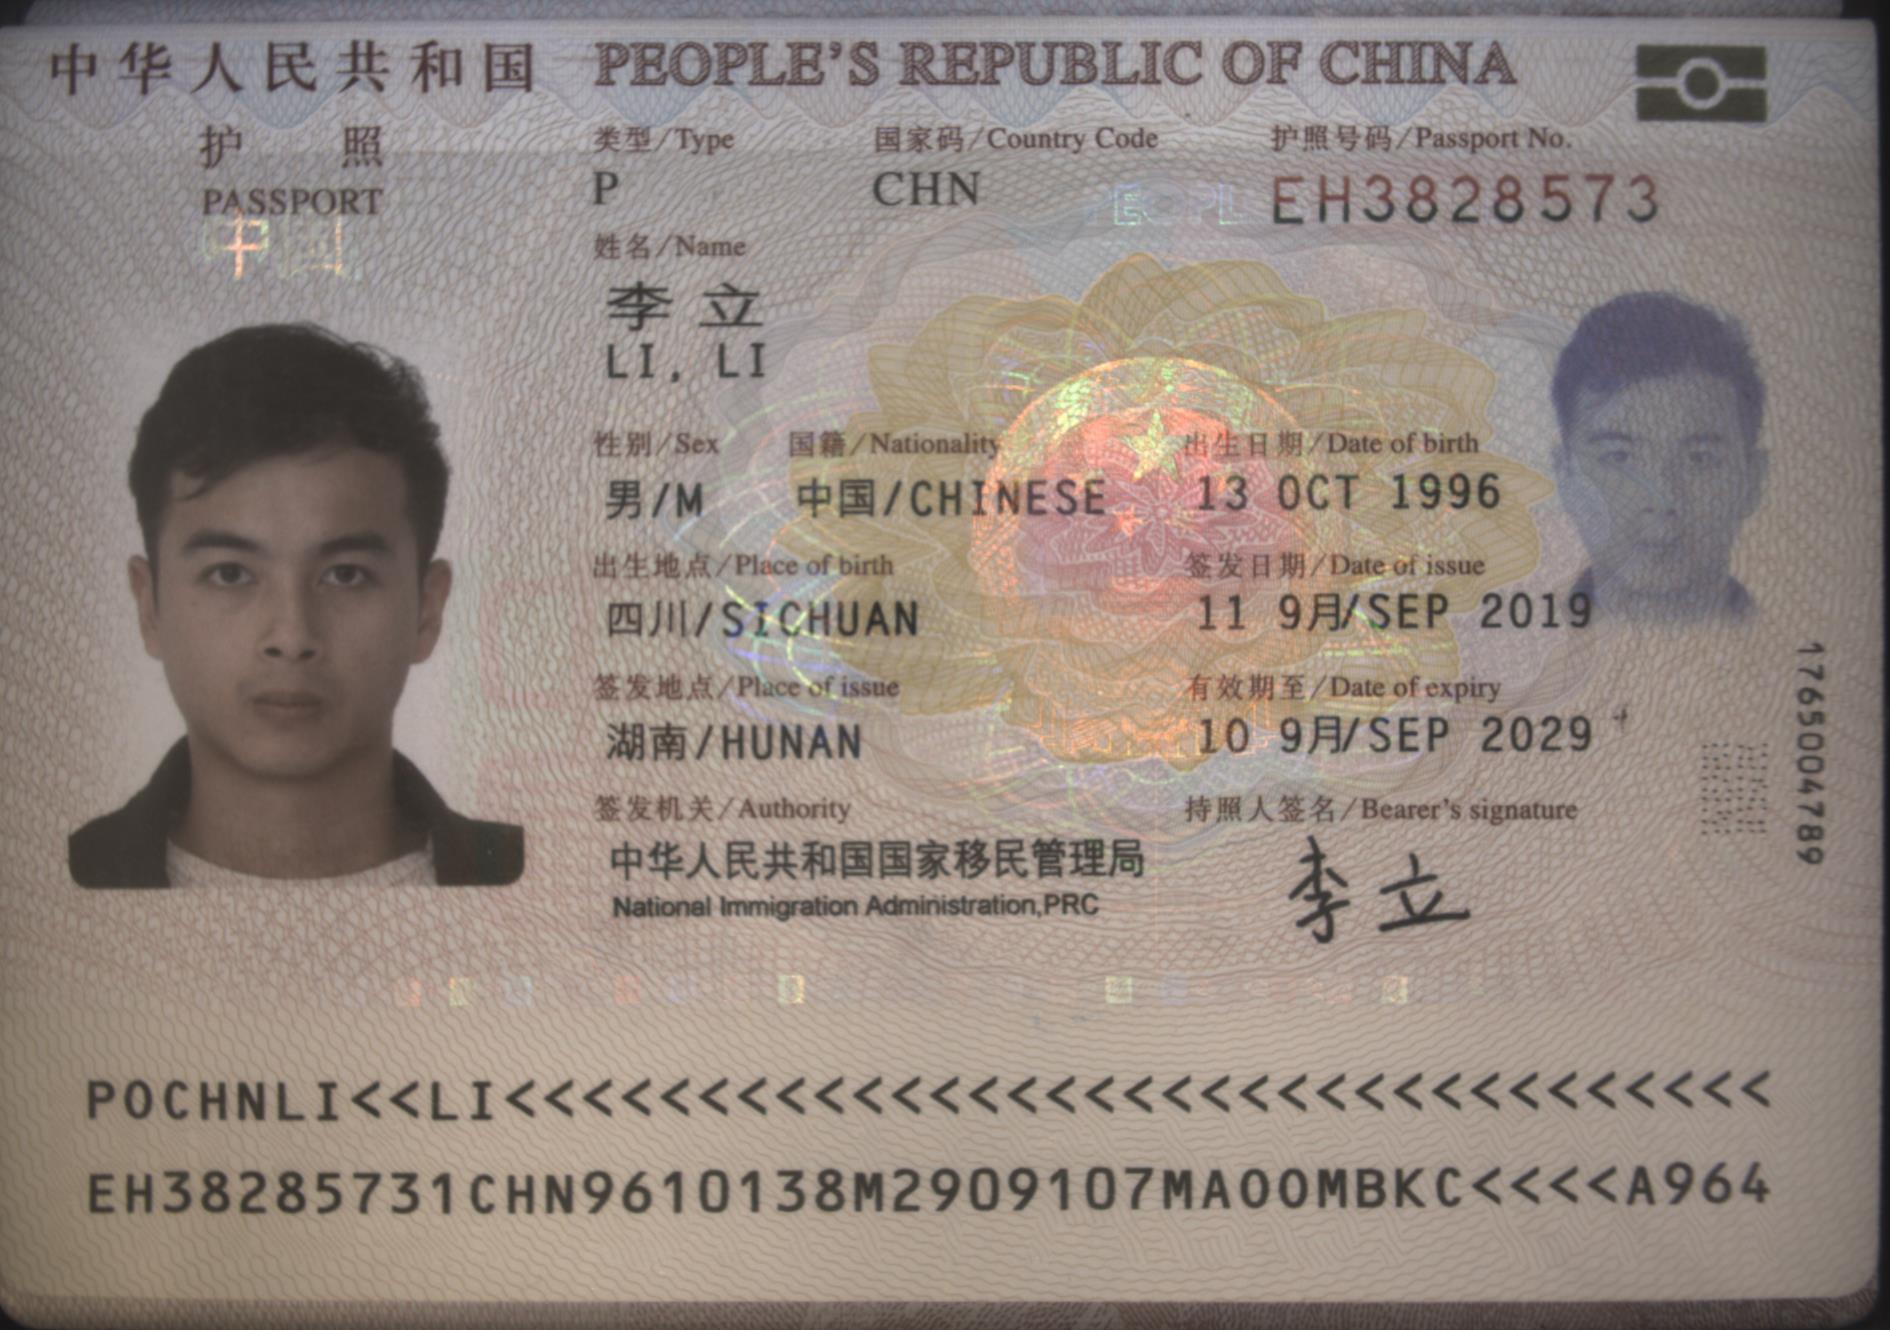 中华人民共和国 PEOPLE'S REPUBLIC OF CHINA
护 照
PASSPORT
中国
类型/Type 国家码/Country Code 护照号码/Passport No.
P CHN EH3828573
姓名/Name
李立
LI, LI
性别/Sex 国籍/Nationality 出生日期/Date of birth
男/M 中国/CHINESE 13 OCT 1996
出生地点/Place of birth 签发日期/Date of issue
四川/SICHUAN 11 9月/SEP 2019
签发地点/Place of issue 有效期至/Date of expiry
湖南/HUNAN 10 9月/SEP 2029
签发机关/Authority 持照人签名/Bearer's signature
中华人民共和国国家移民管理局
National Immigration Administration,PRC
李立
1765004789
POCHNLI<<LI<<<<<<<<<<<<<<<<<<<<<<<<<<<<<<<<<
EH38285731CHN9610138M2909107MA00MBKC<<<<A964